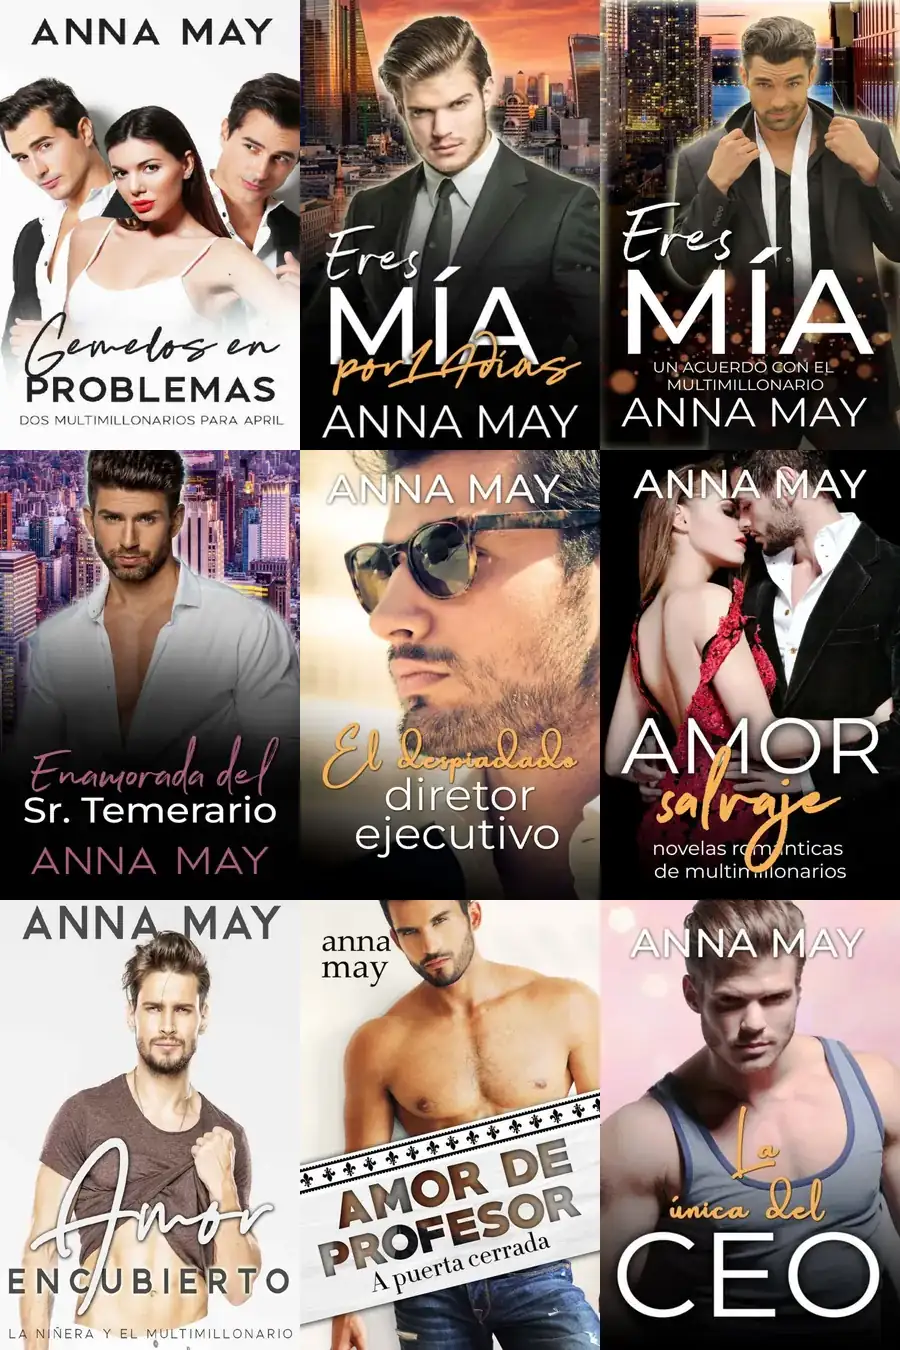 ANNA MAY
Gemelos en
PROBLEMAS
DOS MULTIMILLONARIOS PARA APRIL
Eres
MÍA
por 14 días
ANNA MAY
Eres
MÍA
UN ACUERDO CON EL
MULTIMILLONARIO
ANNA MAY
Enamorada del
Sr. Temerario
ANNA MAY
ANNA MAY
El despiadado
diretor
ejecutivo
ANNA MAY
AMOR
salvaje
novelas románticas
de multimillonarios
ANNA MAY
Amor
ENCUBIERTO
LA NIÑERA Y EL MULTIMILLONARIO
anna
may
AMOR DE
PROFESOR
A puerta cerrada
ANNA MAY
La
única del
CEO